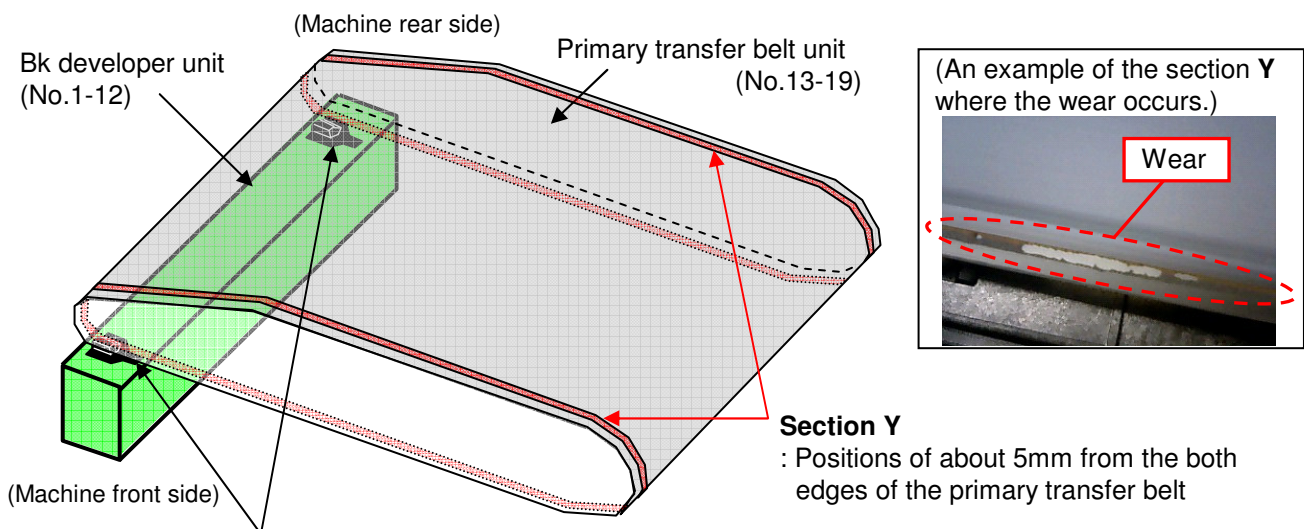 (Machine rear side)
Bk developer unit
(No.1-12)
Primary transfer belt unit
(No.13-19)
(An example of the section Y
where the wear occurs.)
Wear
Section Y
: Positions of about 5mm from the both
edges of the primary transfer belt
(Machine front side)